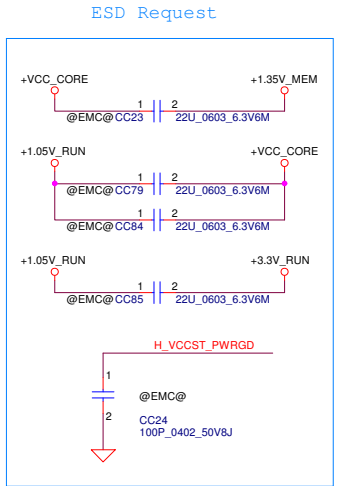 ESD Request
+VCC_CORE +1.35V_MEM
1 2
@EMC@ CC23 22U_0603_6.3V6M
+1.05V_RUN +VCC_CORE
1 2
@EMC@ CC79 22U_0603_6.3V6M
1 2
@EMC@ CC84 22U_0603_6.3V6M
+1.05V_RUN +3.3V_RUN
1 2
@EMC@ CC85 22U_0603_6.3V6M
H_VCCST_PWRGD
1
@EMC@
2
CC24
100P_0402_50V8J